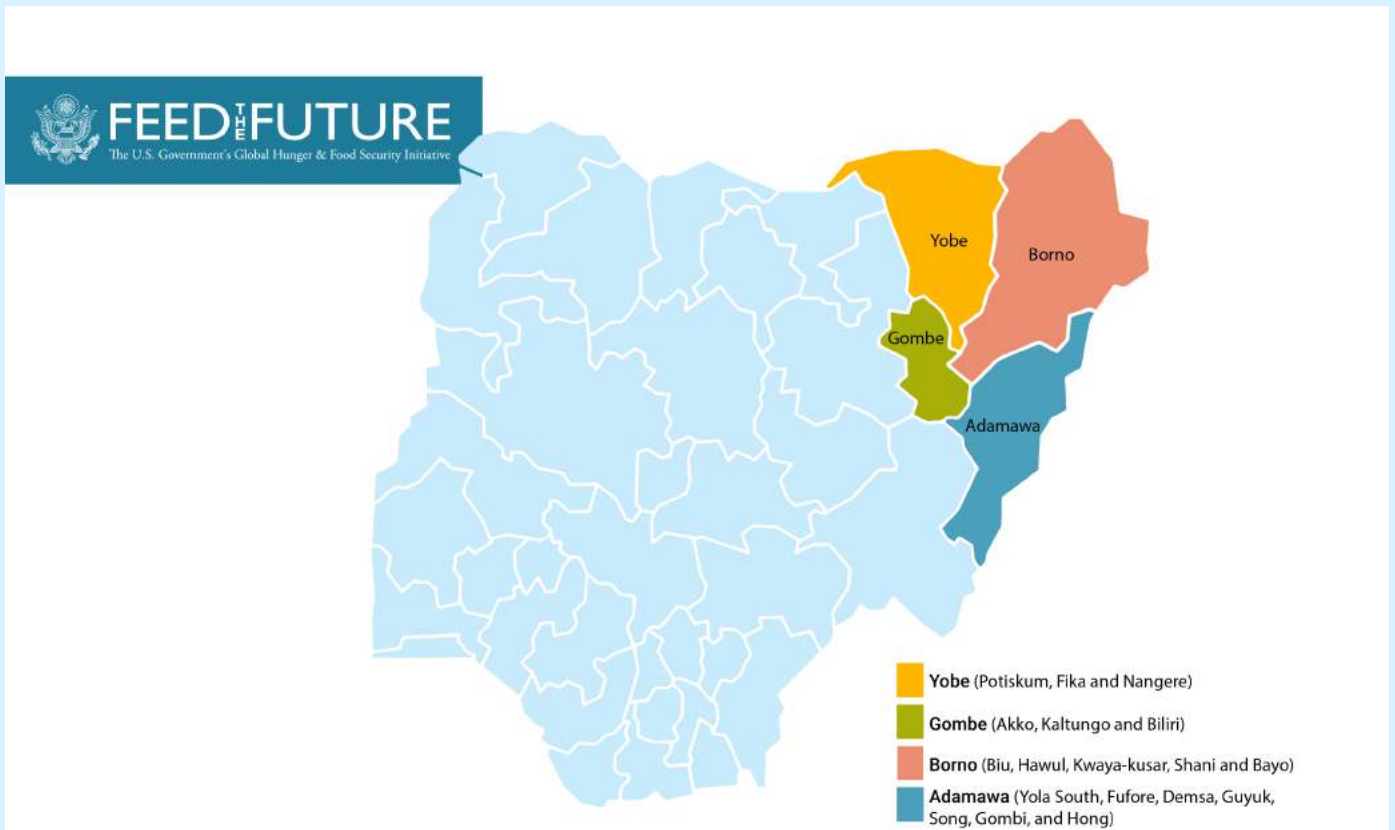 FEED THE FUTURE
The U.S. Government's Global Hunger & Food Security Initiative
Yobe
Borno
Gombe
Adamawa
Yobe (Potiskum, Fika and Nangere)
Gombe (Akko, Kaltungo and Biliri)
Borno (Biu, Hawul, Kwaya-kusar, Shani and Bayo)
Adamawa (Yola South, Fufore, Demsa, Guyuk,
Song, Gombi, and Hong)